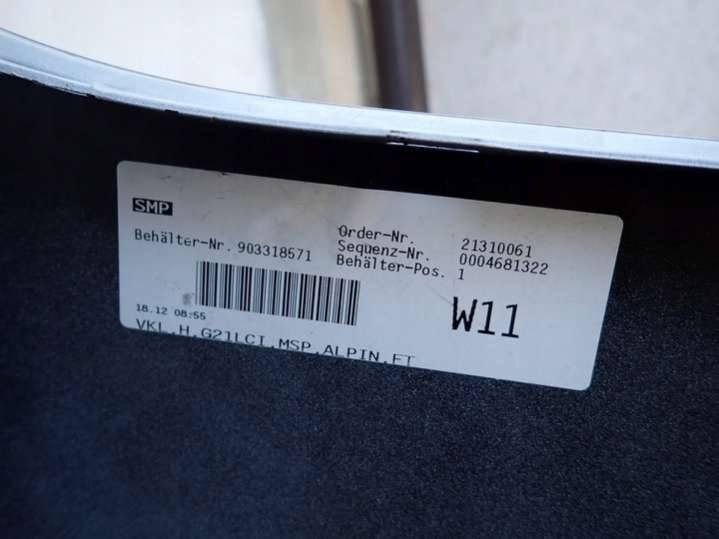 SMP
Behälter-Nr. 903318571
Order-Nr. 21310061
Sequenz-Nr. 0004681322
Behälter-Pos. 1
18.12 08:55
W11
VKL.H.G21LCI.MSP.ALPIN.FT